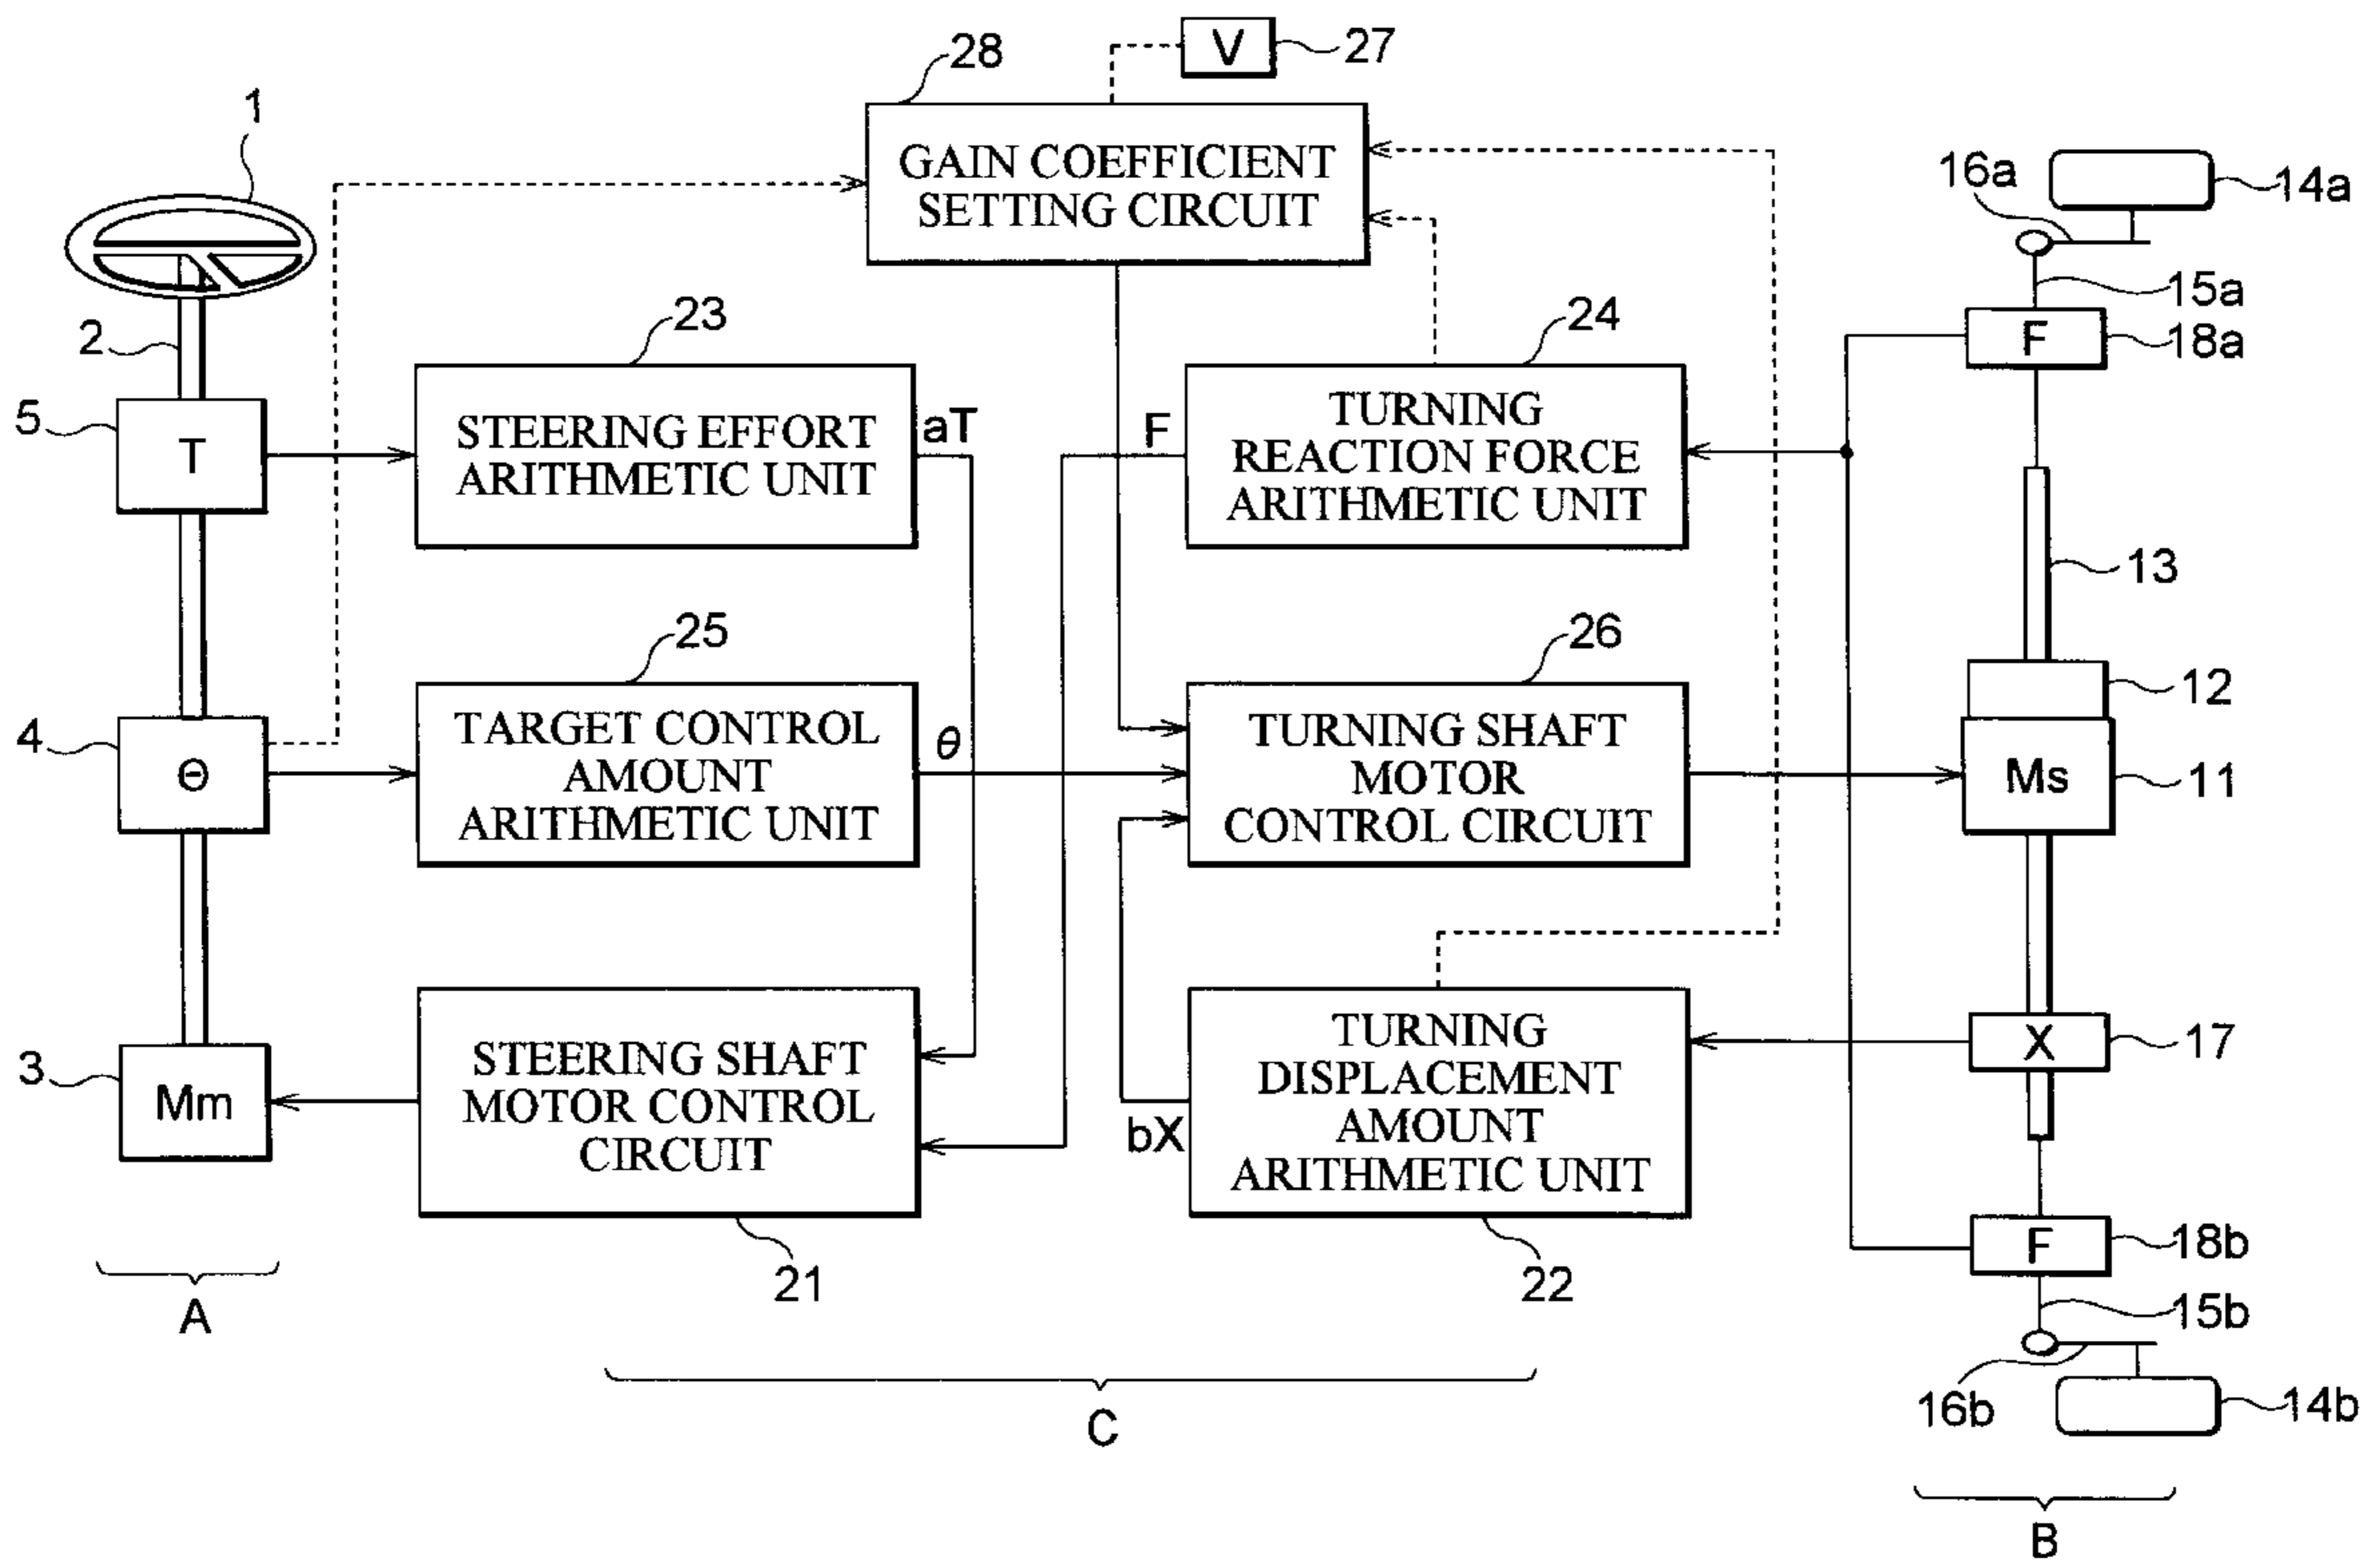 28
V
27
1
GAIN COEFFICIENT
SETTING CIRCUIT
16a
14a
15a
2
23
24
F
18a
5
T
STEERING EFFORT
ARITHMETIC UNIT
aT
F
TURNING
REACTION FORCE
ARITHMETIC UNIT
13
25
26
12
4
Θ
TARGET CONTROL
AMOUNT
ARITHMETIC UNIT
θ
TURNING SHAFT
MOTOR
CONTROL CIRCUIT
Ms
11
3
Mm
STEERING SHAFT
MOTOR CONTROL
CIRCUIT
bX
TURNING
DISPLACEMENT
AMOUNT
ARITHMETIC UNIT
X
17
F
18b
21
22
A
15b
16b
14b
C
B